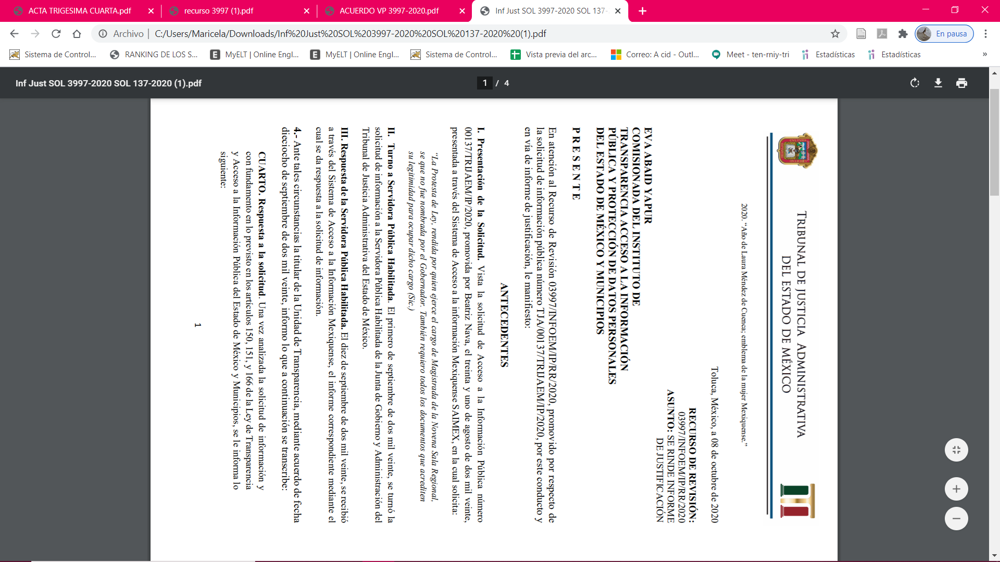 ACTA TRIGESIMA CUARTA.pdf
recurso 3997 (1).pdf
ACUERDO VP 3997-2020.pdf
Inf Just SOL 3997-2020 SOL 137-
Archivo | C:/Users/Maricela/Downloads/Inf%20Just%20SOL%203997-2020%20SOL%20137-2020%20(1).pdf
En pausa
Sistema de Control...
RANKING DE LOS S...
MyELT | Online Engl...
MyELT | Online Engl...
Sistema de Control...
Vista previa del arc...
Correo: A cid - Outl...
Meet - ten-rniy-tri
Estadísticas
Estadísticas
»
Inf Just SOL 3997-2020 SOL 137-2020 (1).pdf
1 / 4
TRIBUNAL DE JUSTICIA ADMINISTRATIVA
DEL ESTADO DE MÉXICO
2020. “Año de Laura Méndez de Cuenca; emblema de la mujer Mexiquense.”
Toluca, México, a 08 de octubre de 2020
RECURSO DE REVISIÓN:
03997/INFOEM/IP/RR/2020
ASUNTO: SE RINDE INFORME
DE JUSTIFICACIÓN
EVA ABAID YAPUR
COMISIONADA DEL INSTITUTO DE
TRANSPARENCIA ACCESO A LA INFORMACIÓN
PÚBLICA Y PROTECCIÓN DE DATOS PERSONALES
DEL ESTADO DE MÉXICO Y MUNICIPIOS
P R E S E N T E
En atención al Recurso de Revisión 03997/INFOEM/IP/RR/2020, promovido por respecto de
la solicitud de información pública número TJA/00137/TRIJAEM/IP/2020, por este conducto y
en vía de informe de justificación, le manifiesto:
ANTECEDENTES
I. Presentación de la Solicitud. Vista la solicitud de Acceso a la Información Pública número
00137/TRIJAEM/IP/2020, promovida por Beatriz Nava, el treinta y uno de agosto de dos mil veinte,
presentada a través del Sistema de Acceso a la información Mexiquense SAIMEX, en la cual solicita:
“La Protesta de Ley, rendida por quien ejerce el cargo de Magistrada de la Novena Sala Regional,
se que no fue nombrada por el Gobernador. También requiero todos los documentos que acrediten
su legitimidad para ocupar dicho cargo (Sic.)
II. Turno a Servidora Pública Habilitada. El primero de septiembre de dos mil veinte, se turnó la
solicitud de información a la Servidora Pública Habilitada de la Junta de Gobierno y Administración del
Tribunal de Justicia Administrativa del Estado de México.
III. Respuesta de la Servidora Pública Habilitada. El diez de septiembre de dos mil veinte, se recibió
a través del Sistema de Acceso a la Información Mexiquense, el informe correspondiente mediante el
cual se da respuesta a la solicitud de información.
4.- Ante tales circunstancias la titular de la Unidad de Transparencia, mediante acuerdo de fecha
dieciocho de septiembre de dos mil veinte, informo lo que a continuación se transcribe:
CUARTO. Respuesta a la solicitud. Una vez analizada la solicitud de información y
con fundamento en lo previsto en los artículos 150, 151, y 166 de la Ley de Transparencia
y Acceso a la Información Pública del Estado de México y Municipios, se le informa lo
siguiente:
1